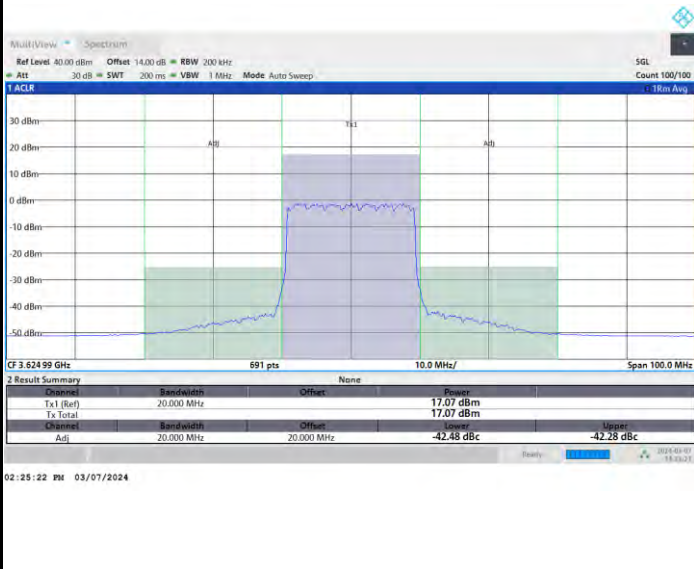 MultiView Spectrum
Ref Level 40.00 dBm Offset 14.00 dB RBW 200 kHz SGL
Att 30 dB SWT 200 ms VBW 1 MHz Mode Auto Sweep Count 100/100
1 ACLR 1Rm Avg
30 dBm
Tx1
20 dBm Adj Adj
10 dBm
0 dBm
-10 dBm
-20 dBm
-30 dBm
-40 dBm
-50 dBm
CF 3.624 99 GHz 691 pts 10.0 MHz/ Span 100.0 MHz
2 Result Summary None
Channel Bandwidth Offset Power
Tx1 (Ref) 20.000 MHz 17.07 dBm
Tx Total 17.07 dBm
Channel Bandwidth Offset Lower Upper
Adj 20.000 MHz 20.000 MHz -42.48 dBc -42.28 dBc
Ready
02:25:22 PM 03/07/2024